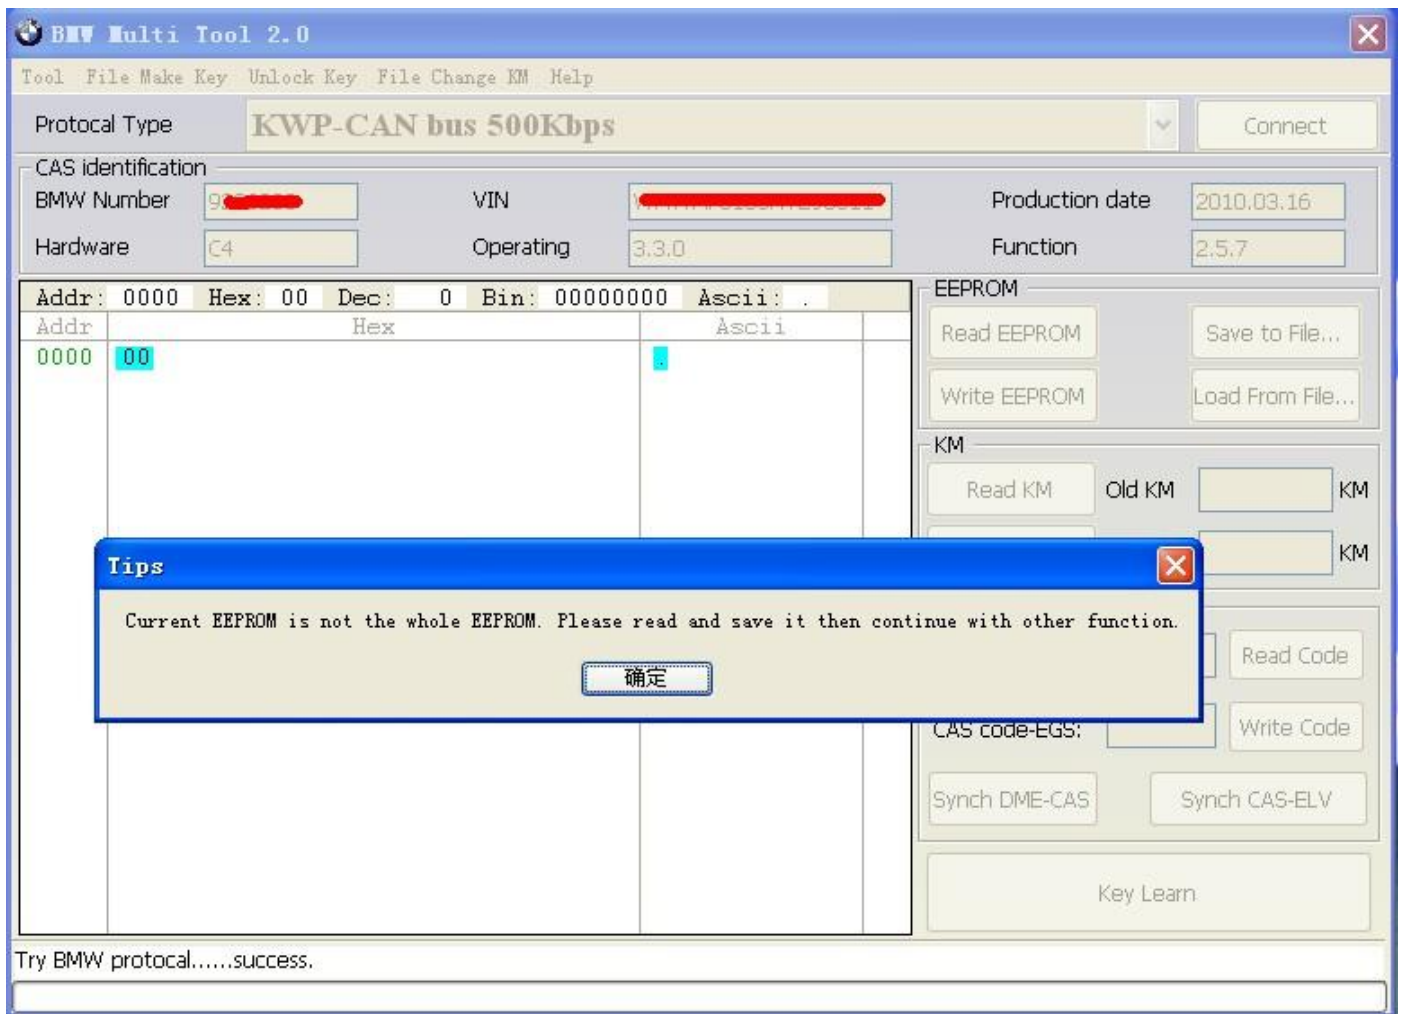 BMW Multi Tool 2.0
Tool File Make Key Unlock Key File Change KM Help
Protocal Type KWP-CAN bus 500Kbps Connect
CAS identification
BMW Number VIN Production date 2010.03.16
Hardware C4 Operating 3.3.0 Function 2.5.7
Addr: 0000 Hex: 00 Dec: 0 Bin: 00000000 Ascii: .
Addr Hex Ascii
0000 00 .
EEPROM
Read EEPROM Save to File...
Write EEPROM Load From File...
KM
Read KM Old KM KM
KM
Tips
Current EEPROM is not the whole EEPROM. Please read and save it then continue with other function.
确定
Read Code
CAS code-EGS: Write Code
Synch DME-CAS Synch CAS-ELV
Key Learn
Try BMW protocal......success.